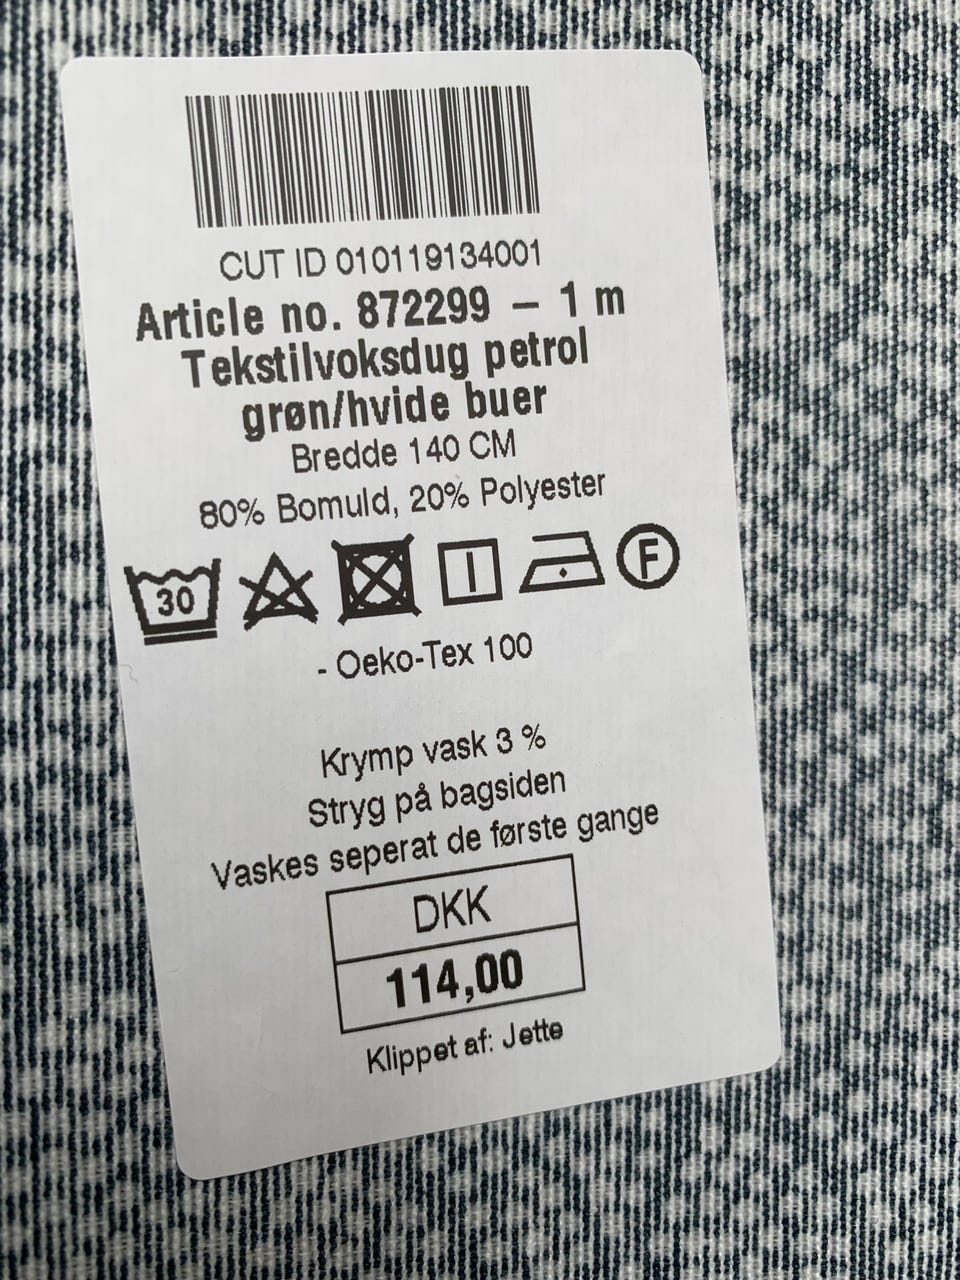 CUT ID 010119134001
Article no. 872299 – 1 m
Tekstilvoksdug petrol
grøn/hvide buer
Bredde 140 CM
80% Bomuld, 20% Polyester
30 F
- Oeko-Tex 100
Krymp vask 3 %
Stryg på bagsiden
Vaskes seperat de første gange
DKK
114,00
Klippet af: Jette